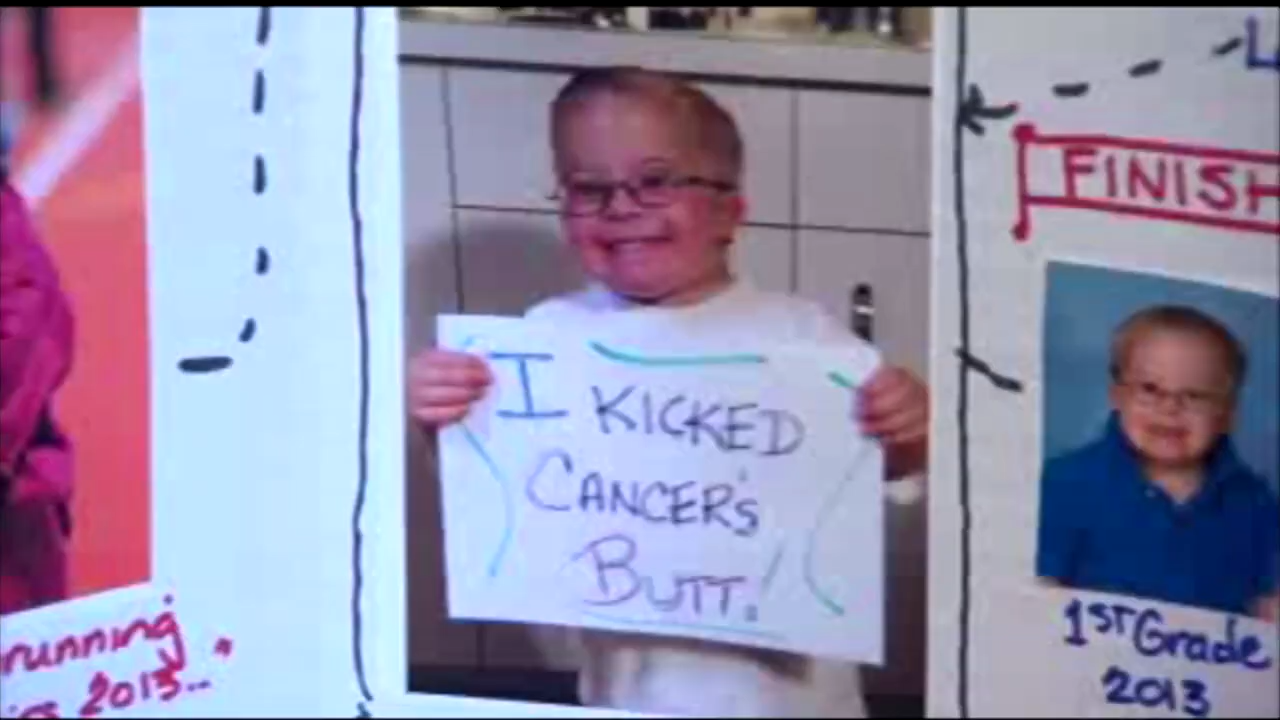 I KICKED
CANCER'S
BUTT!
FINISH
1ST Grade
2013
running
2013...